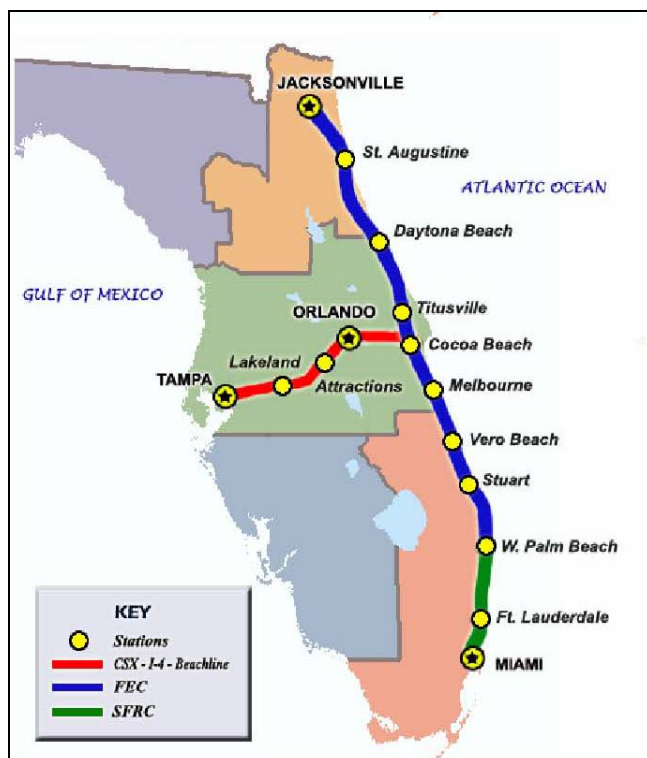 JACKSONVILLE
St. Augustine
ATLANTIC OCEAN
Daytona Beach
GULF OF MEXICO
Titusville
ORLANDO
Cocoa Beach
Lakeland
TAMPA
Attractions
Melbourne
Vero Beach
Stuart
W. Palm Beach
Ft. Lauderdale
MIAMI
KEY
Stations
CSX - I-4 - Beachline
FEC
SFRC